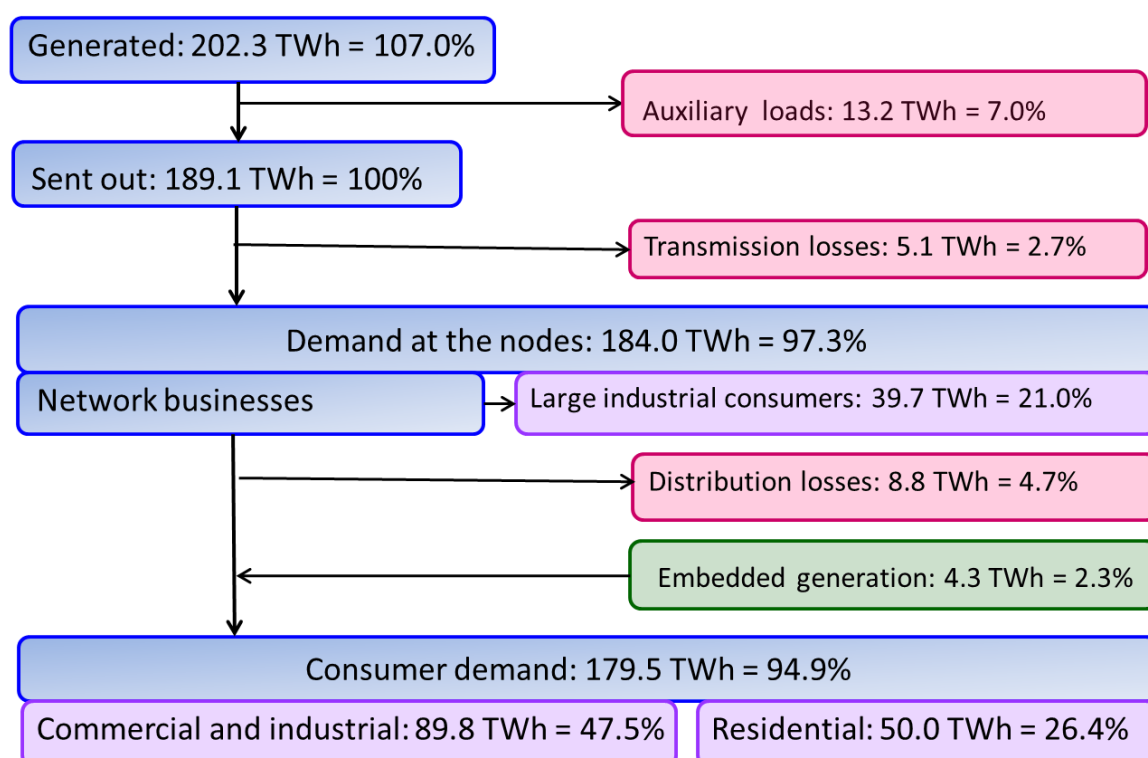 Generated: 202.3 TWh = 107.0%
Auxiliary loads: 13.2 TWh = 7.0%
Sent out: 189.1 TWh = 100%
Transmission losses: 5.1 TWh = 2.7%
Demand at the nodes: 184.0 TWh = 97.3%
Network businesses
Large industrial consumers: 39.7 TWh = 21.0%
Distribution losses: 8.8 TWh = 4.7%
Embedded generation: 4.3 TWh = 2.3%
Consumer demand: 179.5 TWh = 94.9%
Commercial and industrial: 89.8 TWh = 47.5%
Residential: 50.0 TWh = 26.4%